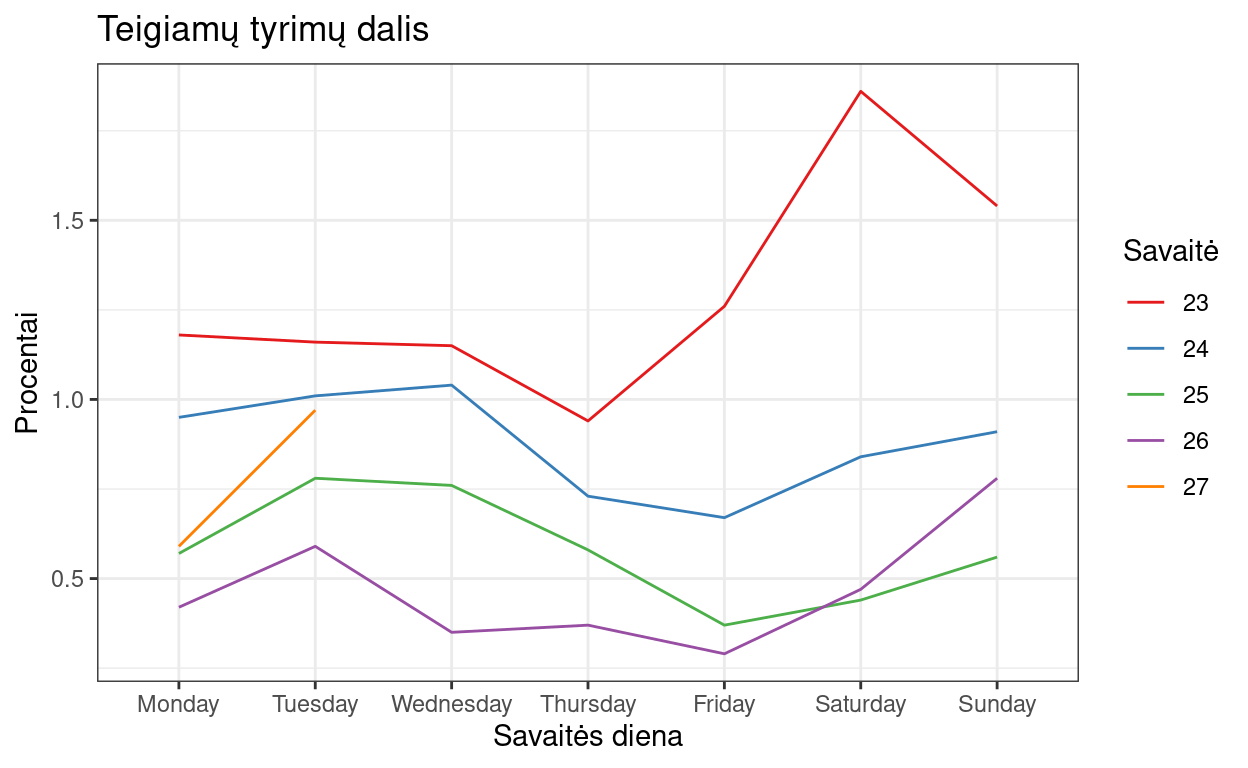 Teigiamų tyrimų dalis
Procentai
1.5
1.0
0.5
Monday Tuesday Wednesday Thursday Friday Saturday Sunday
Savaitės diena
Savaitė
23
24
25
26
27